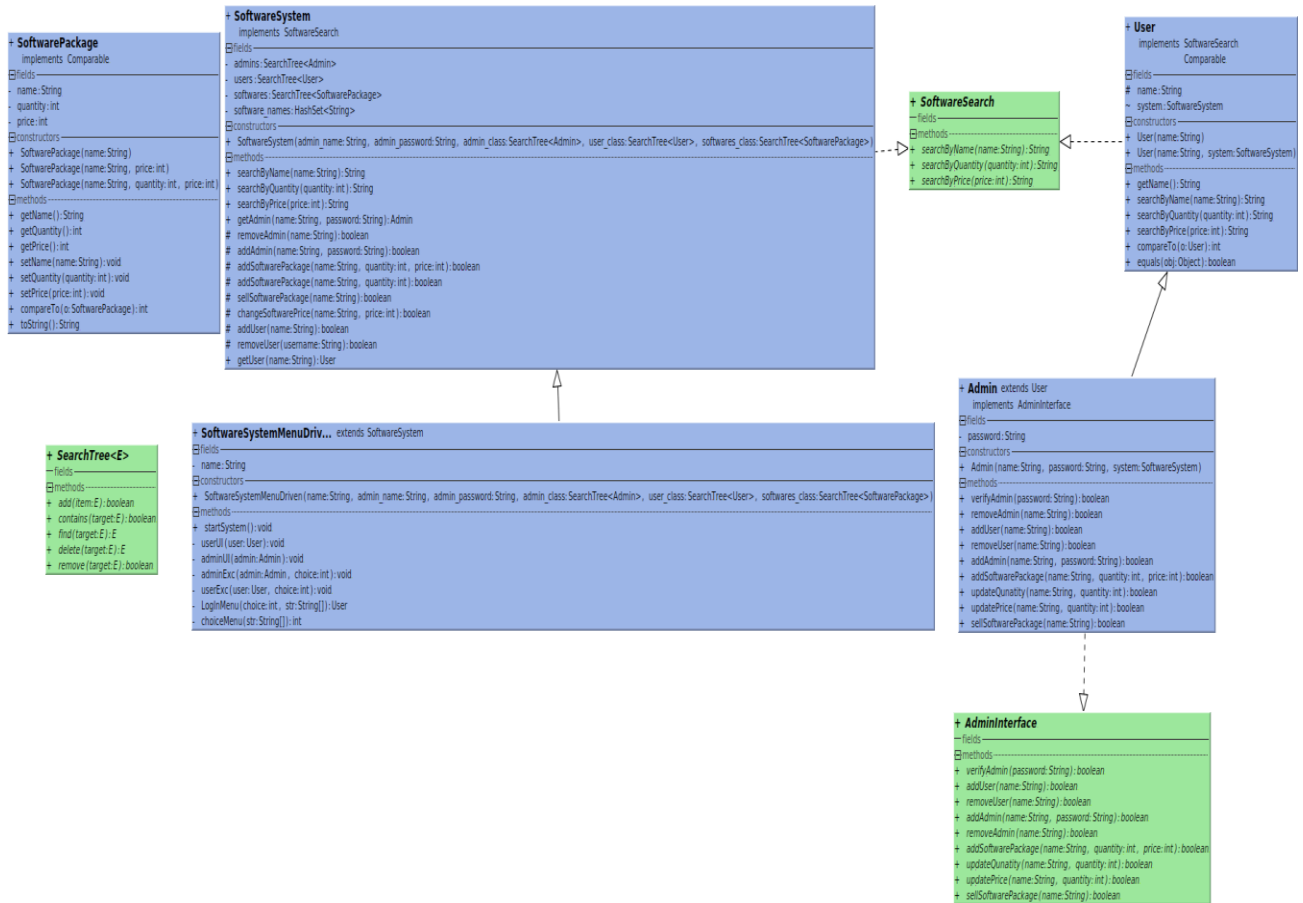 + SoftwarePackage
implements Comparable
fields
- name:String
- quantity:int
- price:int
constructors
+ SoftwarePackage(name:String)
+ SoftwarePackage(name:String, price:int)
+ SoftwarePackage(name:String, quantity:int, price:int)
methods
+ getName():String
+ getQuantity():int
+ getPrice():int
+ setName(name:String):void
+ setQuantity(quantity:int):void
+ setPrice(price:int):void
+ compareTo(o:SoftwarePackage):int
+ toString():String
+ SoftwareSystem
implements SoftwareSearch
fields
- admins:SearchTree<Admin>
- users:SearchTree<User>
- softwares:SearchTree<SoftwarePackage>
- software_names:HashSet<String>
constructors
+ SoftwareSystem(admin_name:String, admin_password:String, admin_class:SearchTree<Admin>, user_class:SearchTree<User>, softwares_class:SearchTree<SoftwarePackage>)
methods
+ searchByName(name:String):String
+ searchByQuantity(quantity:int):String
+ searchByPrice(price:int):String
+ getAdmin(name:String, password:String):Admin
# removeAdmin(name:String):boolean
# addAdmin(name:String, password:String):boolean
# addSoftwarePackage(name:String, quantity:int, price:int):boolean
# addSoftwarePackage(name:String, quantity:int):boolean
# sellSoftwarePackage(name:String):boolean
# changeSoftwarePrice(name:String, price:int):boolean
# addUser(name:String):boolean
# removeUser(username:String):boolean
+ getUser(name:String):User
+ SoftwareSearch
fields
methods
+ searchByName(name:String):String
+ searchByQuantity(quantity:int):String
+ searchByPrice(price:int):String
+ User
implements SoftwareSearch
Comparable
fields
# name:String
~ system:SoftwareSystem
constructors
+ User(name:String)
+ User(name:String, system:SoftwareSystem)
methods
+ getName():String
+ searchByName(name:String):String
+ searchByQuantity(quantity:int):String
+ searchByPrice(price:int):String
+ compareTo(o:User):int
+ equals(obj:Object):boolean
+ SearchTree<E>
fields
methods
+ add(item:E):boolean
+ contains(target:E):boolean
+ find(target:E):E
+ delete(target:E):E
+ remove(target:E):boolean
+ SoftwareSystemMenuDriv... extends SoftwareSystem
fields
- name:String
constructors
+ SoftwareSystemMenuDriven(name:String, admin_name:String, admin_password:String, admin_class:SearchTree<Admin>, user_class:SearchTree<User>, softwares_class:SearchTree<SoftwarePackage>)
methods
+ startSystem():void
- userUI(user:User):void
- adminUI(admin:Admin):void
- adminExc(admin:Admin, choice:int):void
- userExc(user:User, choice:int):void
- LogInMenu(choice:int, str:String[]):User
- choiceMenu(str:String[]):int
+ Admin extends User
implements AdminInterface
fields
- password:String
constructors
+ Admin(name:String, password:String, system:SoftwareSystem)
methods
+ verifyAdmin(password:String):boolean
+ removeAdmin(name:String):boolean
+ addUser(name:String):boolean
+ removeUser(name:String):boolean
+ addAdmin(name:String, password:String):boolean
+ addSoftwarePackage(name:String, quantity:int, price:int):boolean
+ updateQunatity(name:String, quantity:int):boolean
+ updatePrice(name:String, quantity:int):boolean
+ sellSoftwarePackage(name:String):boolean
+ AdminInterface
fields
methods
+ verifyAdmin(password:String):boolean
+ addUser(name:String):boolean
+ removeUser(name:String):boolean
+ addAdmin(name:String, password:String):boolean
+ removeAdmin(name:String):boolean
+ addSoftwarePackage(name:String, quantity:int, price:int):boolean
+ updateQunatity(name:String, quantity:int):boolean
+ updatePrice(name:String, quantity:int):boolean
+ sellSoftwarePackage(name:String):boolean